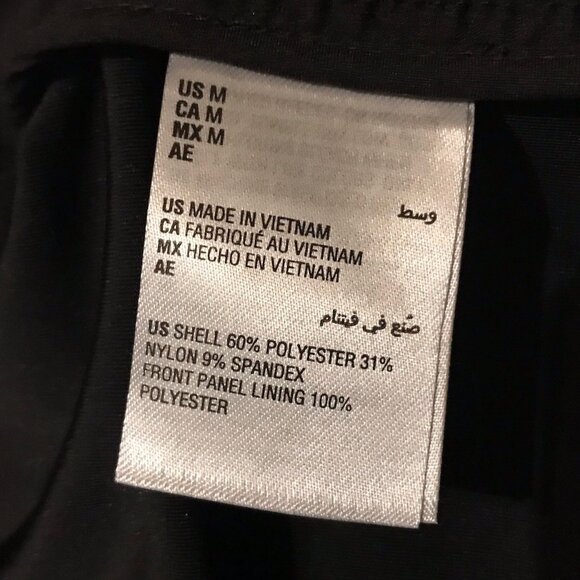 US M
CA M
MX M
AE
وسط
US MADE IN VIETNAM
CA FABRIQUÉ AU VIETNAM
MX HECHO EN VIETNAM
AE
صُنع في فيتنام
US SHELL 60% POLYESTER 31%
NYLON 9% SPANDEX
FRONT PANEL LINING 100%
POLYESTER